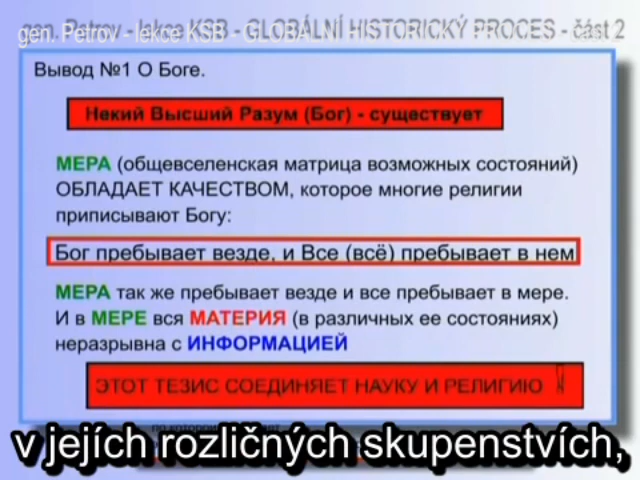 gen. Petrov - lekce KSB - GLOBÁLNÍ HISTORICKÝ PROCES - část 2
Вывод №1 О Боге.
Некий Высший Разум (Бог) - существует
МЕРА (общевселенская матрица возможных состояний)
ОБЛАДАЕТ КАЧЕСТВОМ, которое многие религии
приписывают Богу:
Бог пребывает везде, и Все (всё) пребывает в нем
МЕРА так же пребывает везде и все пребывает в мере.
И в МЕРЕ вся МАТЕРИЯ (в различных ее состояниях)
неразрывна с ИНФОРМАЦИЕЙ
ЭТОТ ТЕЗИС СОЕДИНЯЕТ НАУКУ И РЕЛИГИЮ
v jejích rozličných skupenstvích,